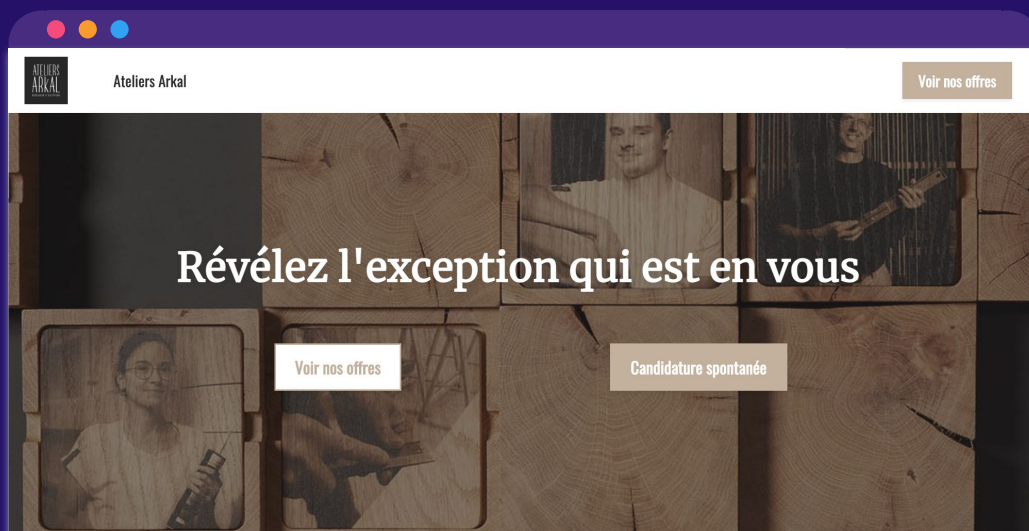 ATELIERS
ARKAL
Ateliers Arkal
Voir nos offres
Révélez l'exception qui est en vous
Voir nos offres
Candidature spontanée